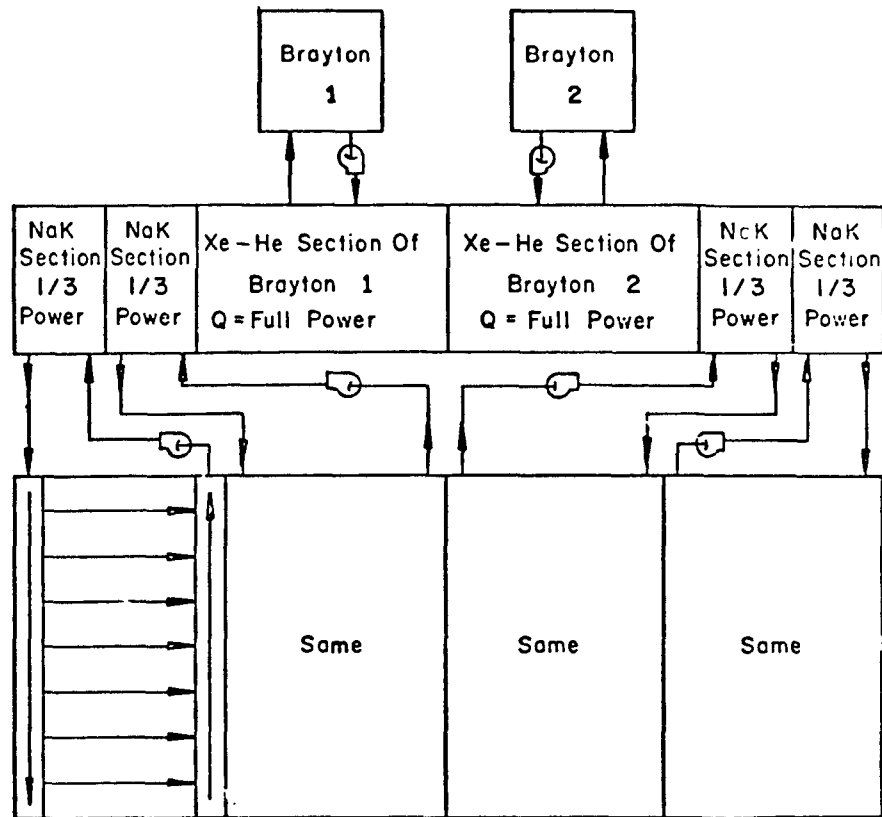 Brayton
1
Brayton
2
NaK
Section
1/3
Power
NaK
Section
1/3
Power
Xe-He Section Of
Brayton 1
Q = Full Power
Xe-He Section Of
Brayton 2
Q = Full Power
NcK
Section
1/3
Power
NaK
Section
1/3
Power
Same
Same
Same